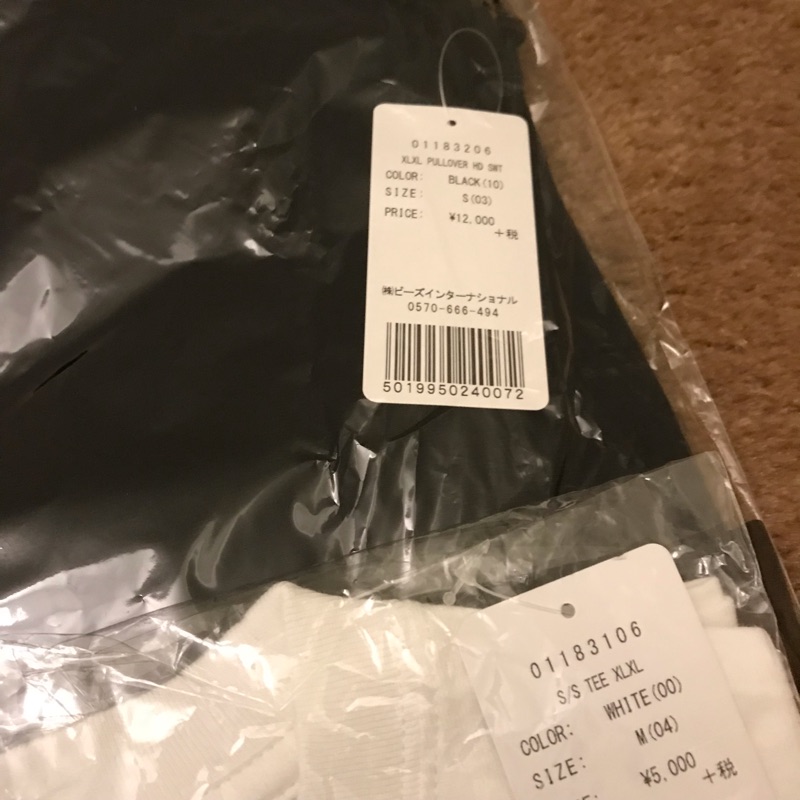 01183206
XLXL PULLOVER HD SWT
COLOR: BLACK(10)
SIZE: S(03)
PRICE: ¥12,000
+税
㈱ビーズインターナショナル
0570-666-494
5019950240072
01183106
S/S TEE XLXL
COLOR: WHITE(00)
SIZE: M(04)
¥5,000
+税